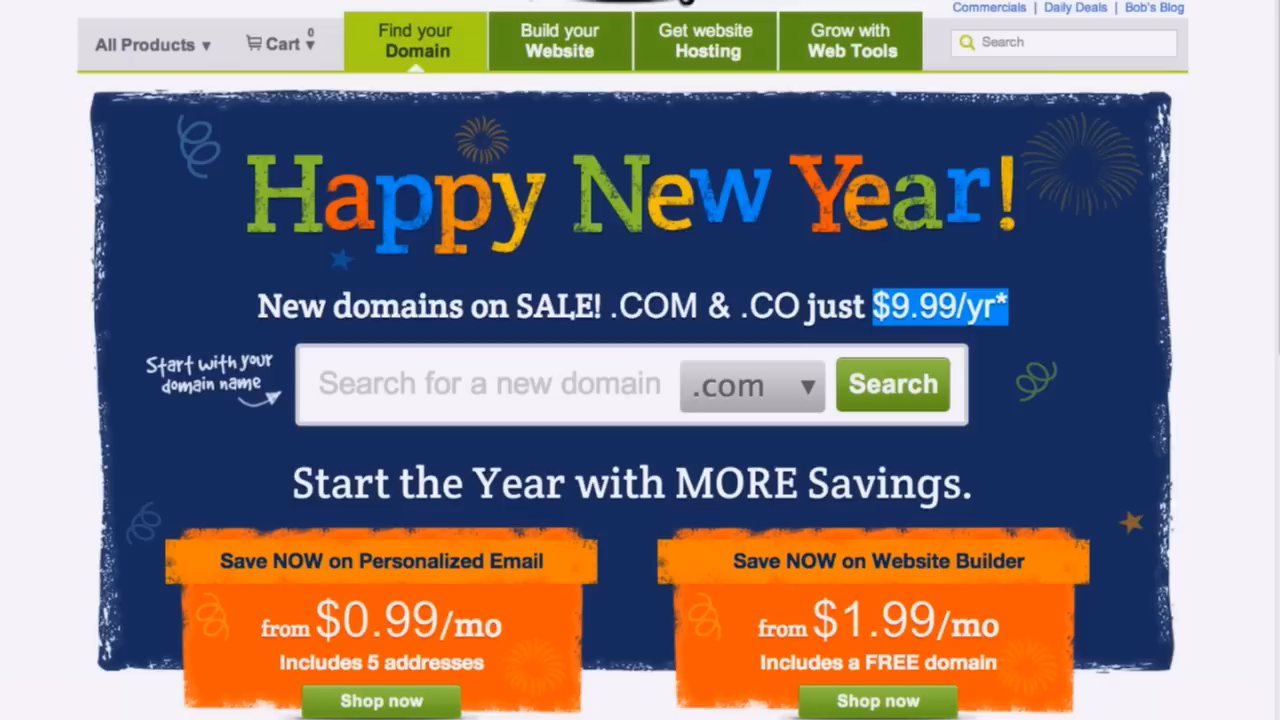 Commercials | Daily Deals | Bob's Blog
All Products ▾
Cart 0 ▾
Find your
Domain
Build your
Website
Get website
Hosting
Grow with
Web Tools
Search
Happy New Year!
New domains on SALE! .COM & .CO just $9.99/yr*
Start with your
domain name
Search for a new domain
.com ▾
Search
Start the Year with MORE Savings.
Save NOW on Personalized Email
from $0.99/mo
Includes 5 addresses
Shop now
Save NOW on Website Builder
from $1.99/mo
Includes a FREE domain
Shop now